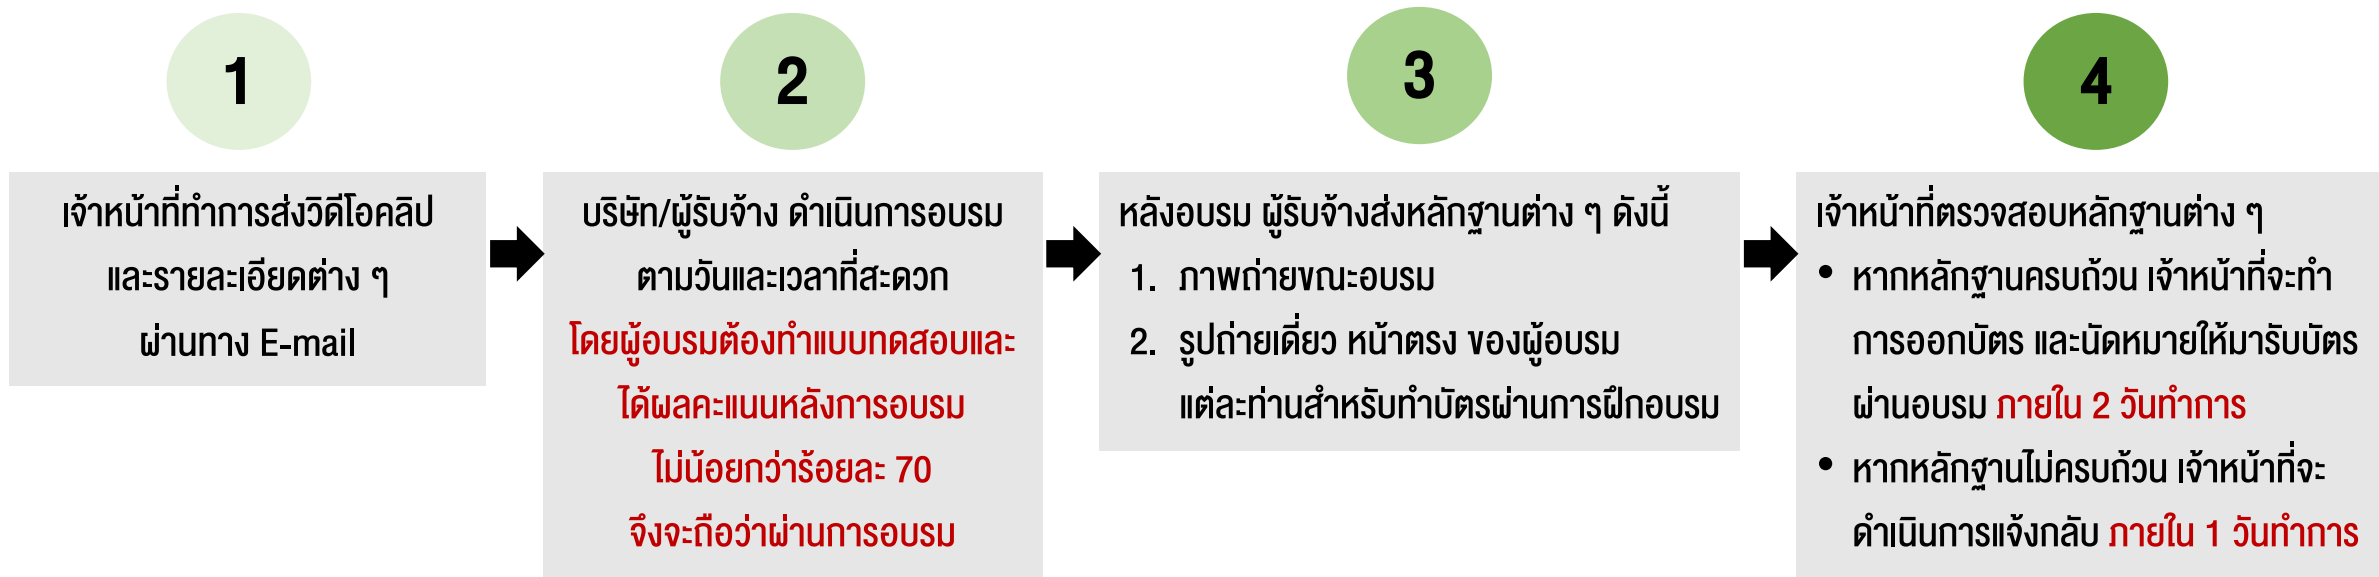 1
เจ้าหน้าที่ทำการส่งวิดีโอคลิป
และรายละเอียดต่าง ๆ
ผ่านทาง E-mail
2
บริษัท/ผู้รับจ้าง ดำเนินการอบรม
ตามวันและเวลาที่สะดวก
โดยผู้อบรมต้องทำแบบทดสอบและ
ได้ผลคะแนนหลังการอบรม
ไม่น้อยกว่าร้อยละ 70
จึงจะถือว่าผ่านการอบรม
3
หลังอบรม ผู้รับจ้างส่งหลักฐานต่าง ๆ ดังนี้
1. ภาพถ่ายขณะอบรม
2. รูปถ่ายเดี่ยว หน้าตรง ของผู้อบรม
แต่ละท่านสำหรับทำบัตรผ่านการฝึกอบรม
4
เจ้าหน้าที่ตรวจสอบหลักฐานต่าง ๆ
• หากหลักฐานครบถ้วน เจ้าหน้าที่จะทำ
การออกบัตร และนัดหมายให้มารับบัตร
ผ่านอบรม ภายใน 2 วันทำการ
• หากหลักฐานไม่ครบถ้วน เจ้าหน้าที่จะ
ดำเนินการแจ้งกลับ ภายใน 1 วันทำการ